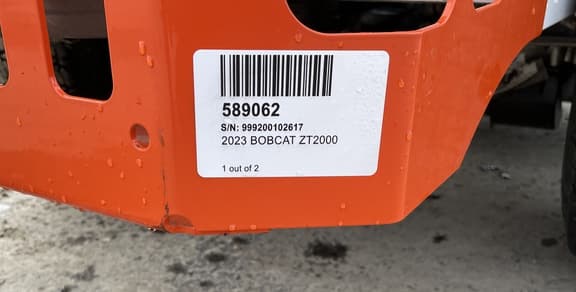 589062
S/N: 999200102617
2023 BOBCAT ZT2000
1 out of 2